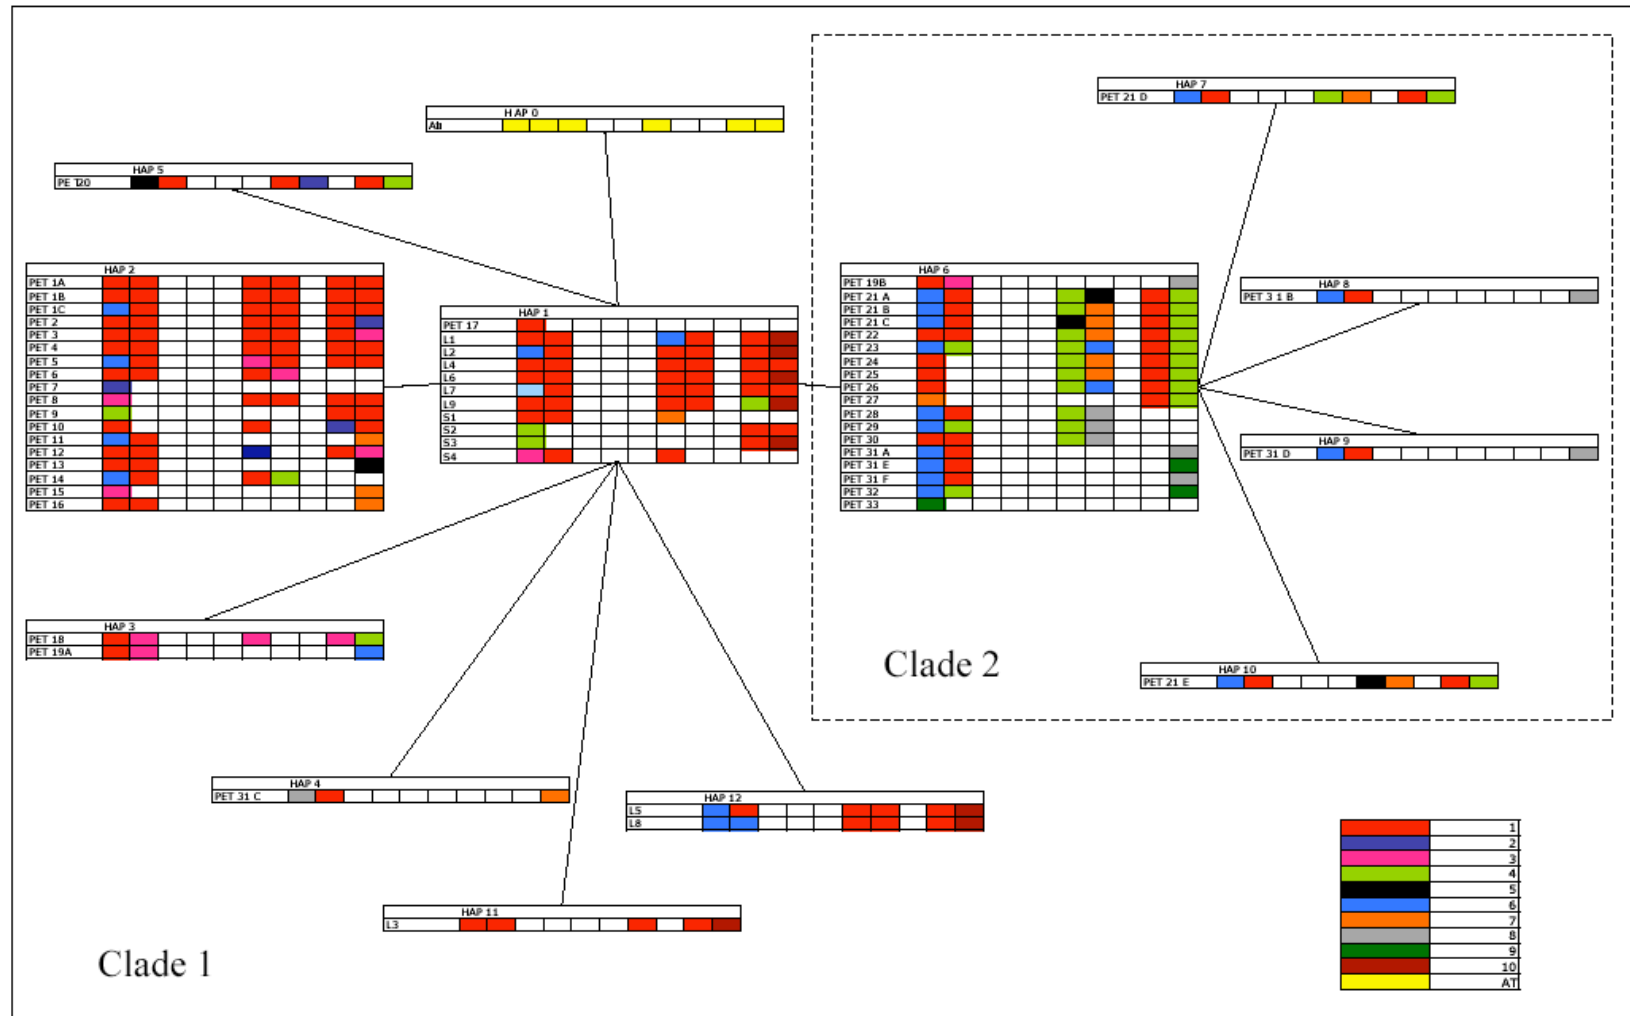 HAP 7
PET 21 D
H AP 0
Ah
HAP 5
PE T20
HAP 2
PET 1A
PET 1B
PET 1C
PET 2
PET 3
PET 4
PET 5
PET 6
PET 7
PET 8
PET 9
PET 10
PET 11
PET 12
PET 13
PET 14
PET 15
PET 16
HAP 1
PET 17
L1
L2
L4
L6
L7
L9
S1
S2
S3
S4
HAP 6
PET 19B
PET 21 A
PET 21 B
PET 21 C
PET 22
PET 23
PET 24
PET 25
PET 26
PET 27
PET 28
PET 29
PET 30
PET 31 A
PET 31 E
PET 31 F
PET 32
PET 33
HAP 8
PET 3 1 B
HAP 9
PET 31 D
HAP 3
PET 18
PET 19A
Clade 2
HAP 10
PET 21 E
HAP 4
PET 31 C
HAP 12
L5
L8
HAP 11
L3
Clade 1
1
2
3
4
5
6
7
8
9
10
AT